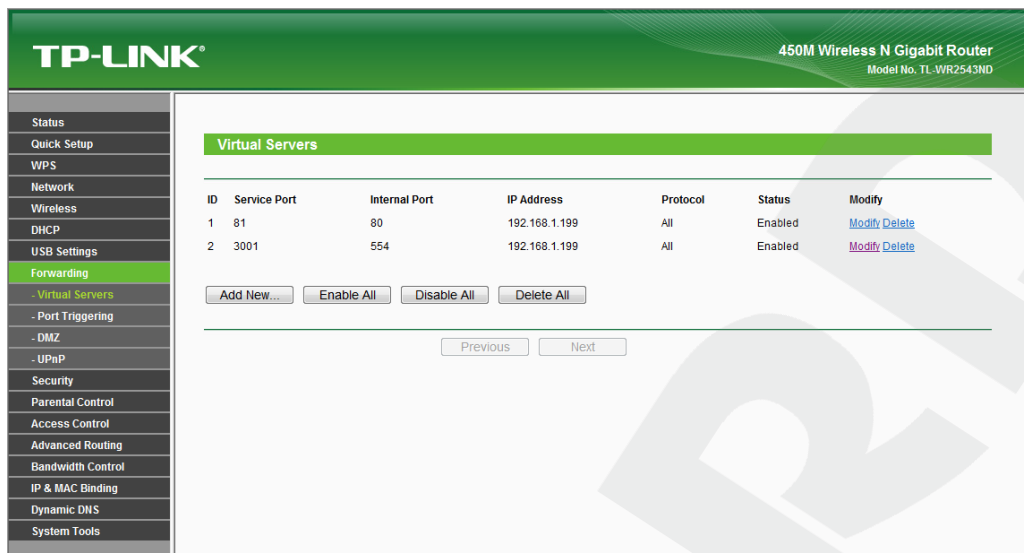 TP-LINK®
450M Wireless N Gigabit Router
Model No. TL-WR2543ND
Status
Quick Setup
WPS
Network
Wireless
DHCP
USB Settings
Forwarding
- Virtual Servers
- Port Triggering
- DMZ
- UPnP
Security
Parental Control
Access Control
Advanced Routing
Bandwidth Control
IP & MAC Binding
Dynamic DNS
System Tools
Virtual Servers
ID Service Port Internal Port IP Address Protocol Status Modify
1 81 80 192.168.1.199 All Enabled Modify Delete
2 3001 554 192.168.1.199 All Enabled Modify Delete
Add New... Enable All Disable All Delete All
Previous Next